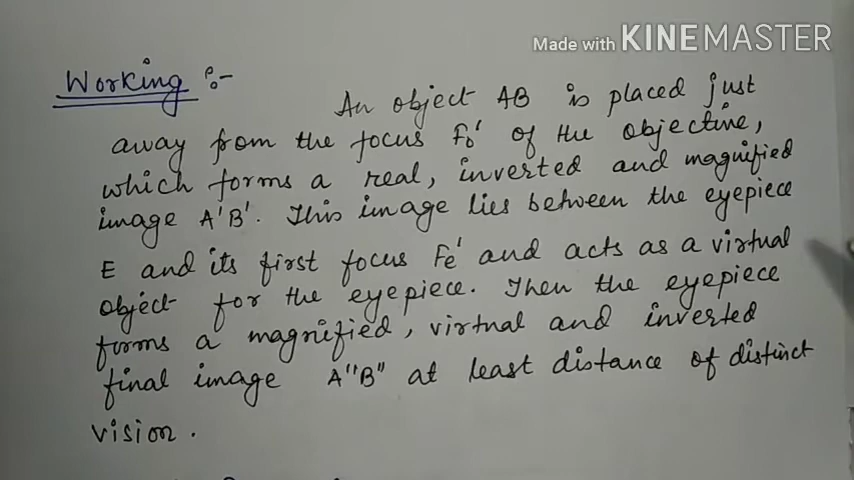 Made with KINEMASTER
Working :-
An object AB is placed just
away from the focus Fo' of the objective,
which forms a real, inverted and magnified
image A'B'. This image lies between the eyepiece
E and its first focus Fe' and acts as a virtual
object for the eyepiece. Then the eyepiece
forms a magnified, virtual and inverted
final image A"B" at least distance of distinct
vision.